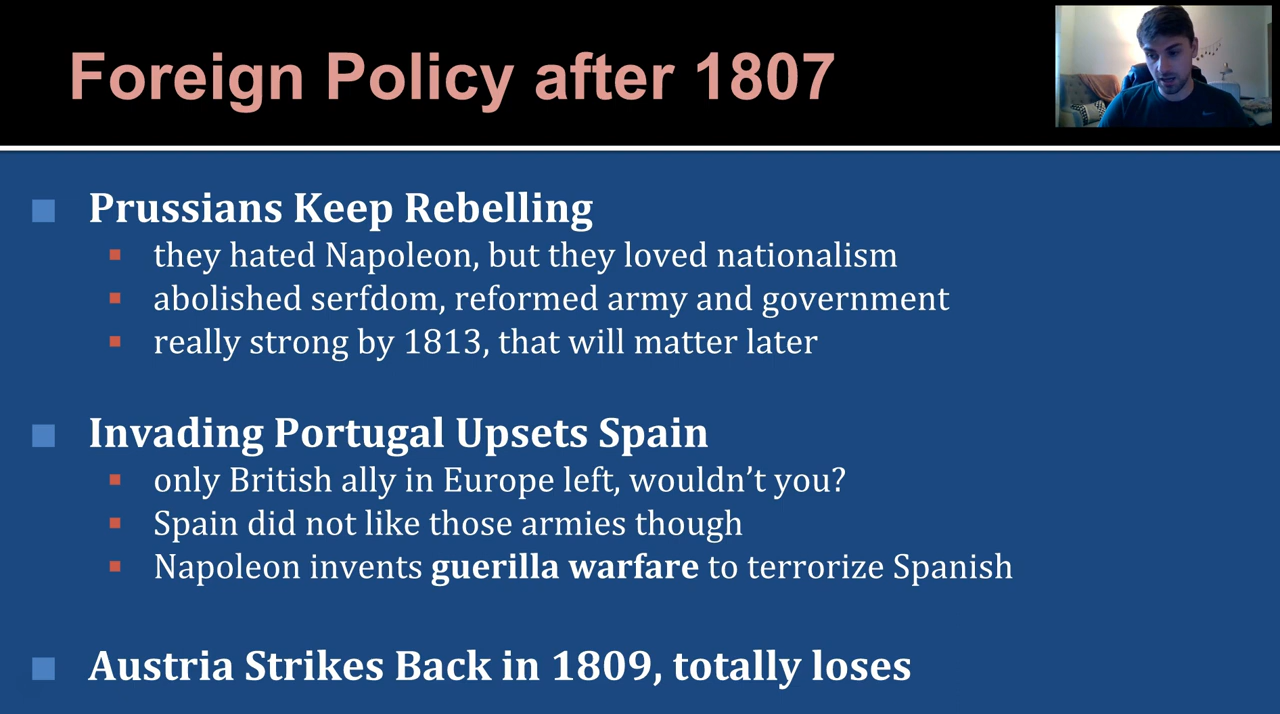 Foreign Policy after 1807
Prussians Keep Rebelling
they hated Napoleon, but they loved nationalism
abolished serfdom, reformed army and government
really strong by 1813, that will matter later
Invading Portugal Upsets Spain
only British ally in Europe left, wouldn’t you?
Spain did not like those armies though
Napoleon invents guerilla warfare to terrorize Spanish
Austria Strikes Back in 1809, totally loses